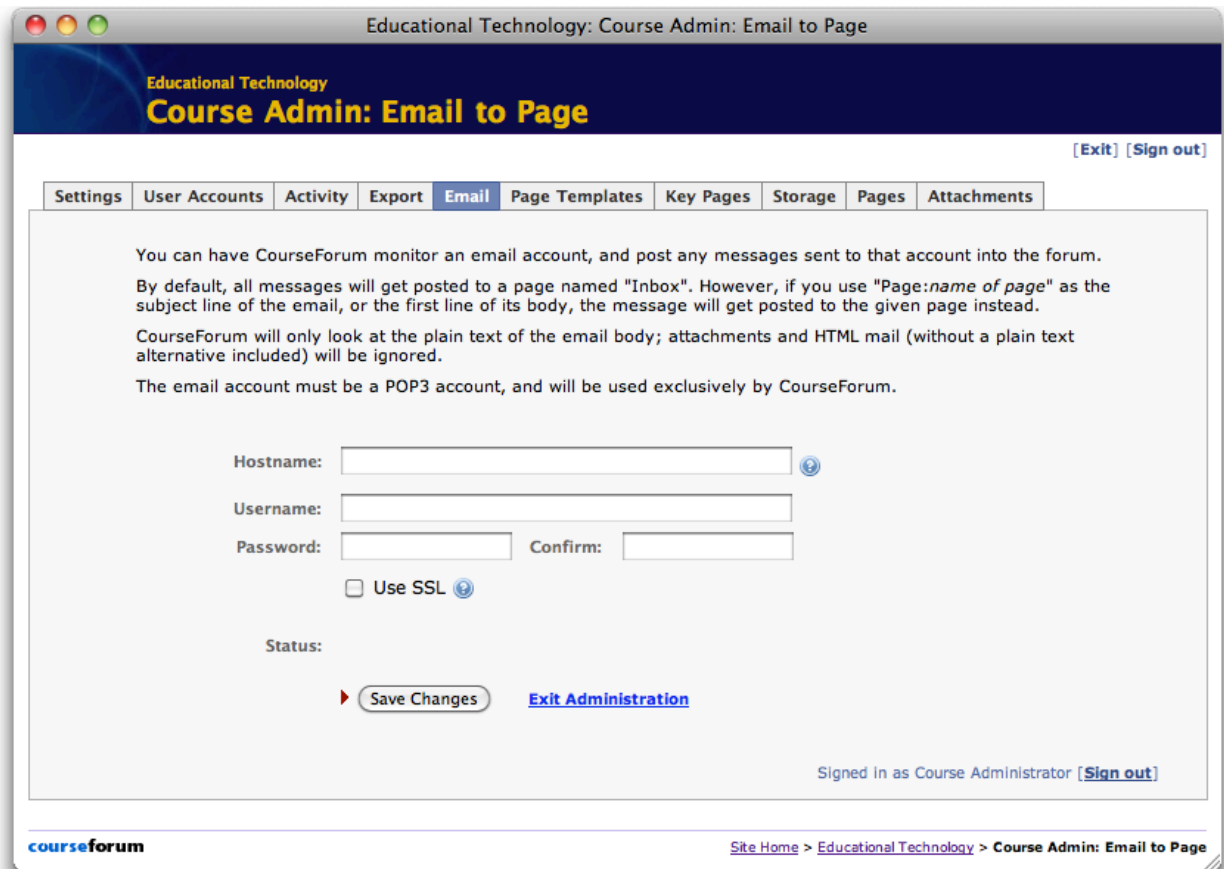 Educational Technology: Course Admin: Email to Page
Educational Technology
Course Admin: Email to Page
[Exit] [Sign out]
Settings User Accounts Activity Export Email Page Templates Key Pages Storage Pages Attachments
You can have CourseForum monitor an email account, and post any messages sent to that account into the forum.
By default, all messages will get posted to a page named "Inbox". However, if you use "Page:name of page" as the
subject line of the email, or the first line of its body, the message will get posted to the given page instead.
CourseForum will only look at the plain text of the email body; attachments and HTML mail (without a plain text
alternative included) will be ignored.
The email account must be a POP3 account, and will be used exclusively by CourseForum.
Hostname: ?
Username:
Password: Confirm:
Use SSL ?
Status:
Save Changes Exit Administration
Signed in as Course Administrator [Sign out]
courseforum Site Home > Educational Technology > Course Admin: Email to Page